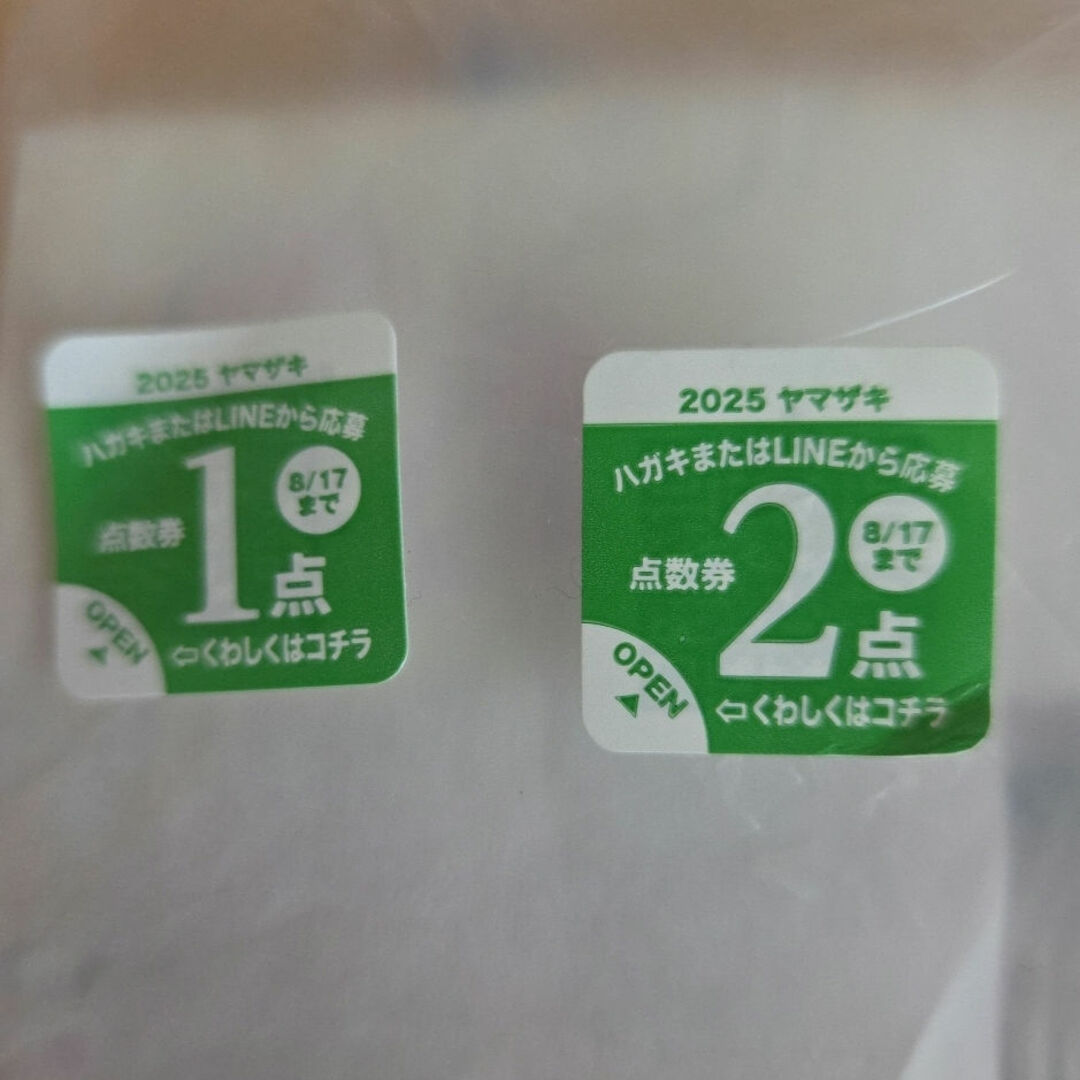 2025 ヤマザキ
ハガキまたはLINEから応募
点数券
1点
8/17
まで
OPEN
⇦くわしくはコチラ
2025 ヤマザキ
ハガキまたはLINEから応募
点数券
2点
8/17
まで
OPEN
⇦くわしくはコチラ